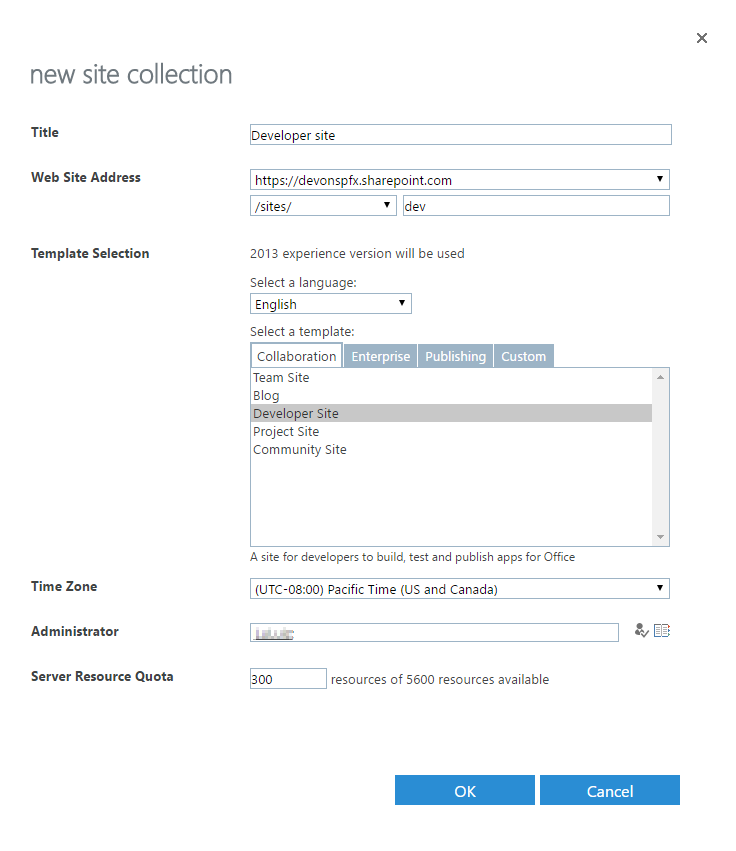 new site collection
Title
Developer site
Web Site Address
https://devonspfx.sharepoint.com
/sites/ dev
Template Selection
2013 experience version will be used
Select a language:
English
Select a template:
Collaboration Enterprise Publishing Custom
Team Site
Blog
Developer Site
Project Site
Community Site
A site for developers to build, test and publish apps for Office
Time Zone
(UTC-08:00) Pacific Time (US and Canada)
Administrator
Server Resource Quota
300 resources of 5600 resources available
OK Cancel